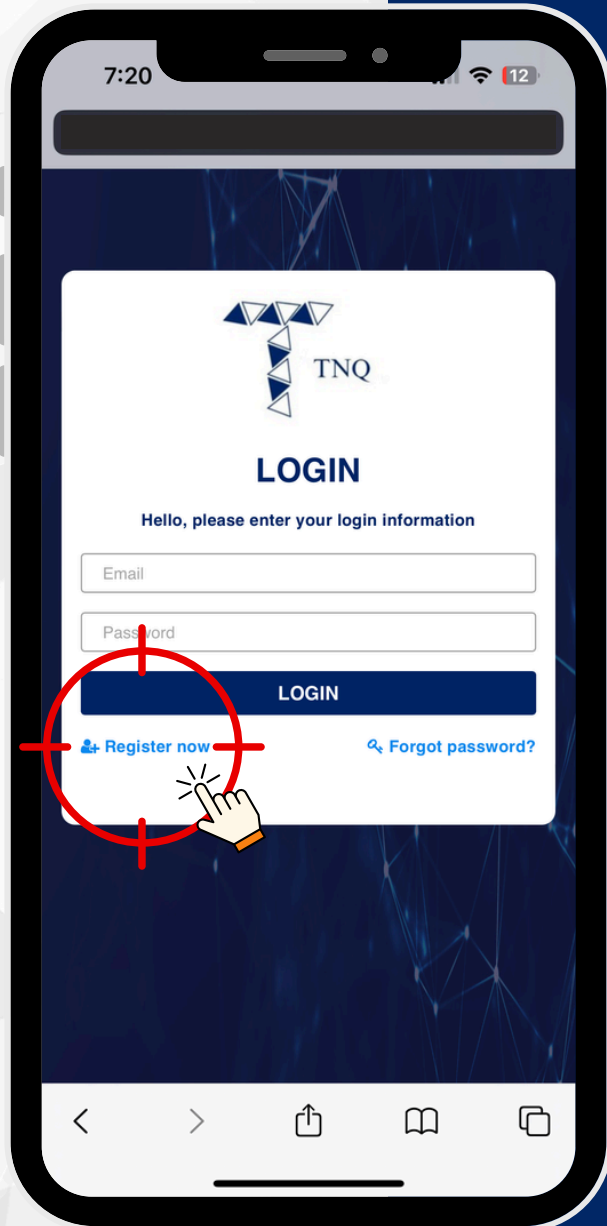 7:20
12
TNQ
LOGIN
Hello, please enter your login information
Email
Password
LOGIN
Register now
Forgot password?